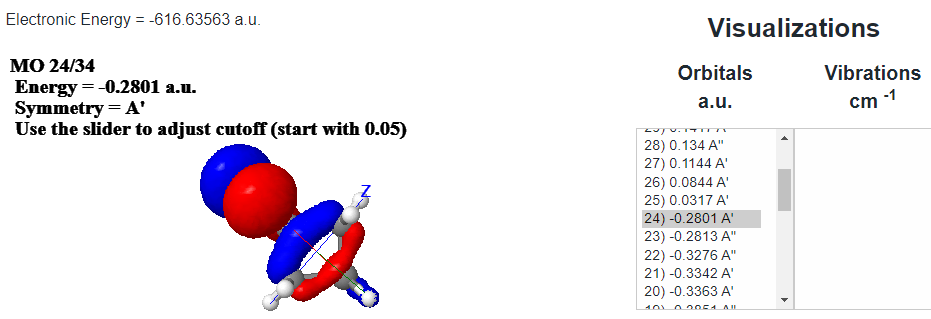 Electronic Energy = -616.63563 a.u.
MO 24/34
Energy = -0.2801 a.u.
Symmetry = A'
Use the slider to adjust cutoff (start with 0.05)
Z
Visualizations
Orbitals
a.u.
Vibrations
cm -1
28) 0.134 A"
27) 0.1144 A'
26) 0.0844 A'
25) 0.0317 A'
24) -0.2801 A'
23) -0.2813 A"
22) -0.3276 A"
21) -0.3342 A'
20) -0.3363 A'